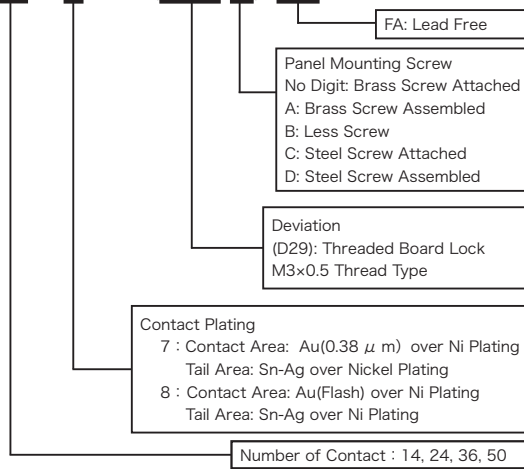 FA: Lead Free
Panel Mounting Screw
No Digit: Brass Screw Attached
A: Brass Screw Assembled
B: Less Screw
C: Steel Screw Attached
D: Steel Screw Assembled
Deviation
(D29): Threaded Board Lock
M3×0.5 Thread Type
Contact Plating
7：Contact Area:  Au(0.38 μ m）over Ni Plating
Tail Area: Sn-Ag over Nickel Plating
8：Contact Area: Au(Flash) over Ni Plating
Tail Area: Sn-Ag over Ni Plating
Number of Contact：14, 24, 36, 50